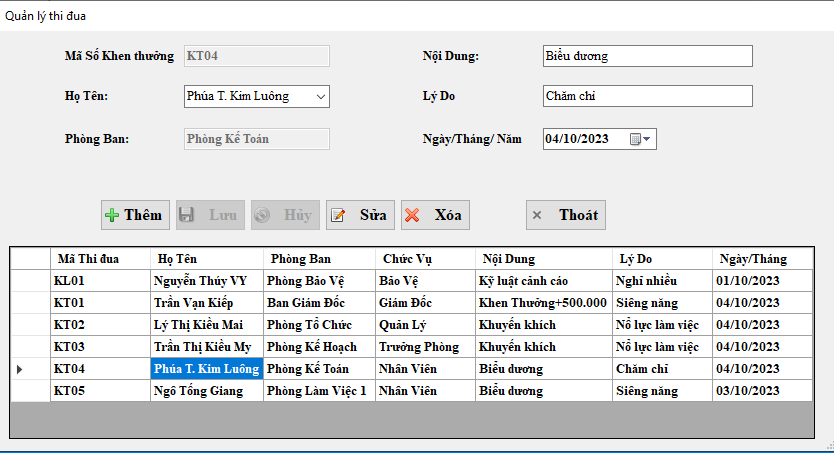 Quản lý thi đua
Mã Số Khen thưởng KT04 Nội Dung: Biểu dương
Họ Tên: Phúa T. Kim Luông Lý Do Chăm chỉ
Phòng Ban: Phòng Kế Toán Ngày/Tháng/ Năm 04/10/2023
Thêm Lưu Hủy Sửa Xóa Thoát
Mã Thi đua Họ Tên Phòng Ban Chức Vụ Nội Dung Lý Do Ngày/Tháng
KL01 Nguyễn Thúy VY Phòng Bảo Vệ Bảo Vệ Kỹ luật cảnh cáo Nghỉ nhiều 01/10/2023
KT01 Trần Vạn Kiếp Ban Giám Đốc Giám Đốc Khen Thưởng+500.000 Siêng năng 04/10/2023
KT02 Lý Thị Kiều Mai Phòng Tổ Chức Quản Lý Khuyến khích Nổ lực làm việc 04/10/2023
KT03 Trần Thị Kiều My Phòng Kế Hoạch Trưởng Phòng Khuyến khích Nổ lực làm việc 04/10/2023
KT04 Phúa T. Kim Luông Phòng Kế Toán Nhân Viên Biểu dương Chăm chỉ 04/10/2023
KT05 Ngô Tống Giang Phòng Làm Việc 1 Nhân Viên Biểu dương Siêng năng 03/10/2023